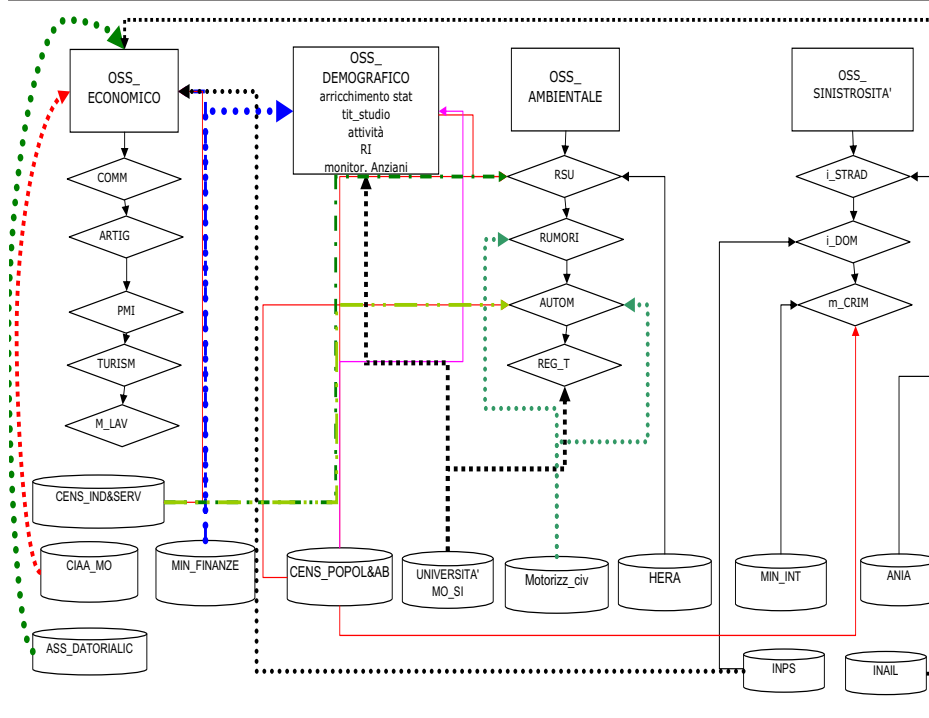 OSS_
ECONOMICO
OSS_
DEMOGRAFICO
arricchimento stat
tit_studio
attività
RI
monitor. Anziani
OSS_
AMBIENTALE
OSS_
SINISTROSITA'
COMM
ARTIG
PMI
TURISM
M_LAV
RSU
RUMORI
AUTOM
REG_T
i_STRAD
i_DOM
m_CRIM
CENS_IND&SERV
CIAA_MO
MIN_FINANZE
CENS_POPOL&AB
UNIVERSITA'
MO_SI
Motorizz_civ
HERA
MIN_INT
ANIA
ASS_DATORIALIC
INPS
INAIL